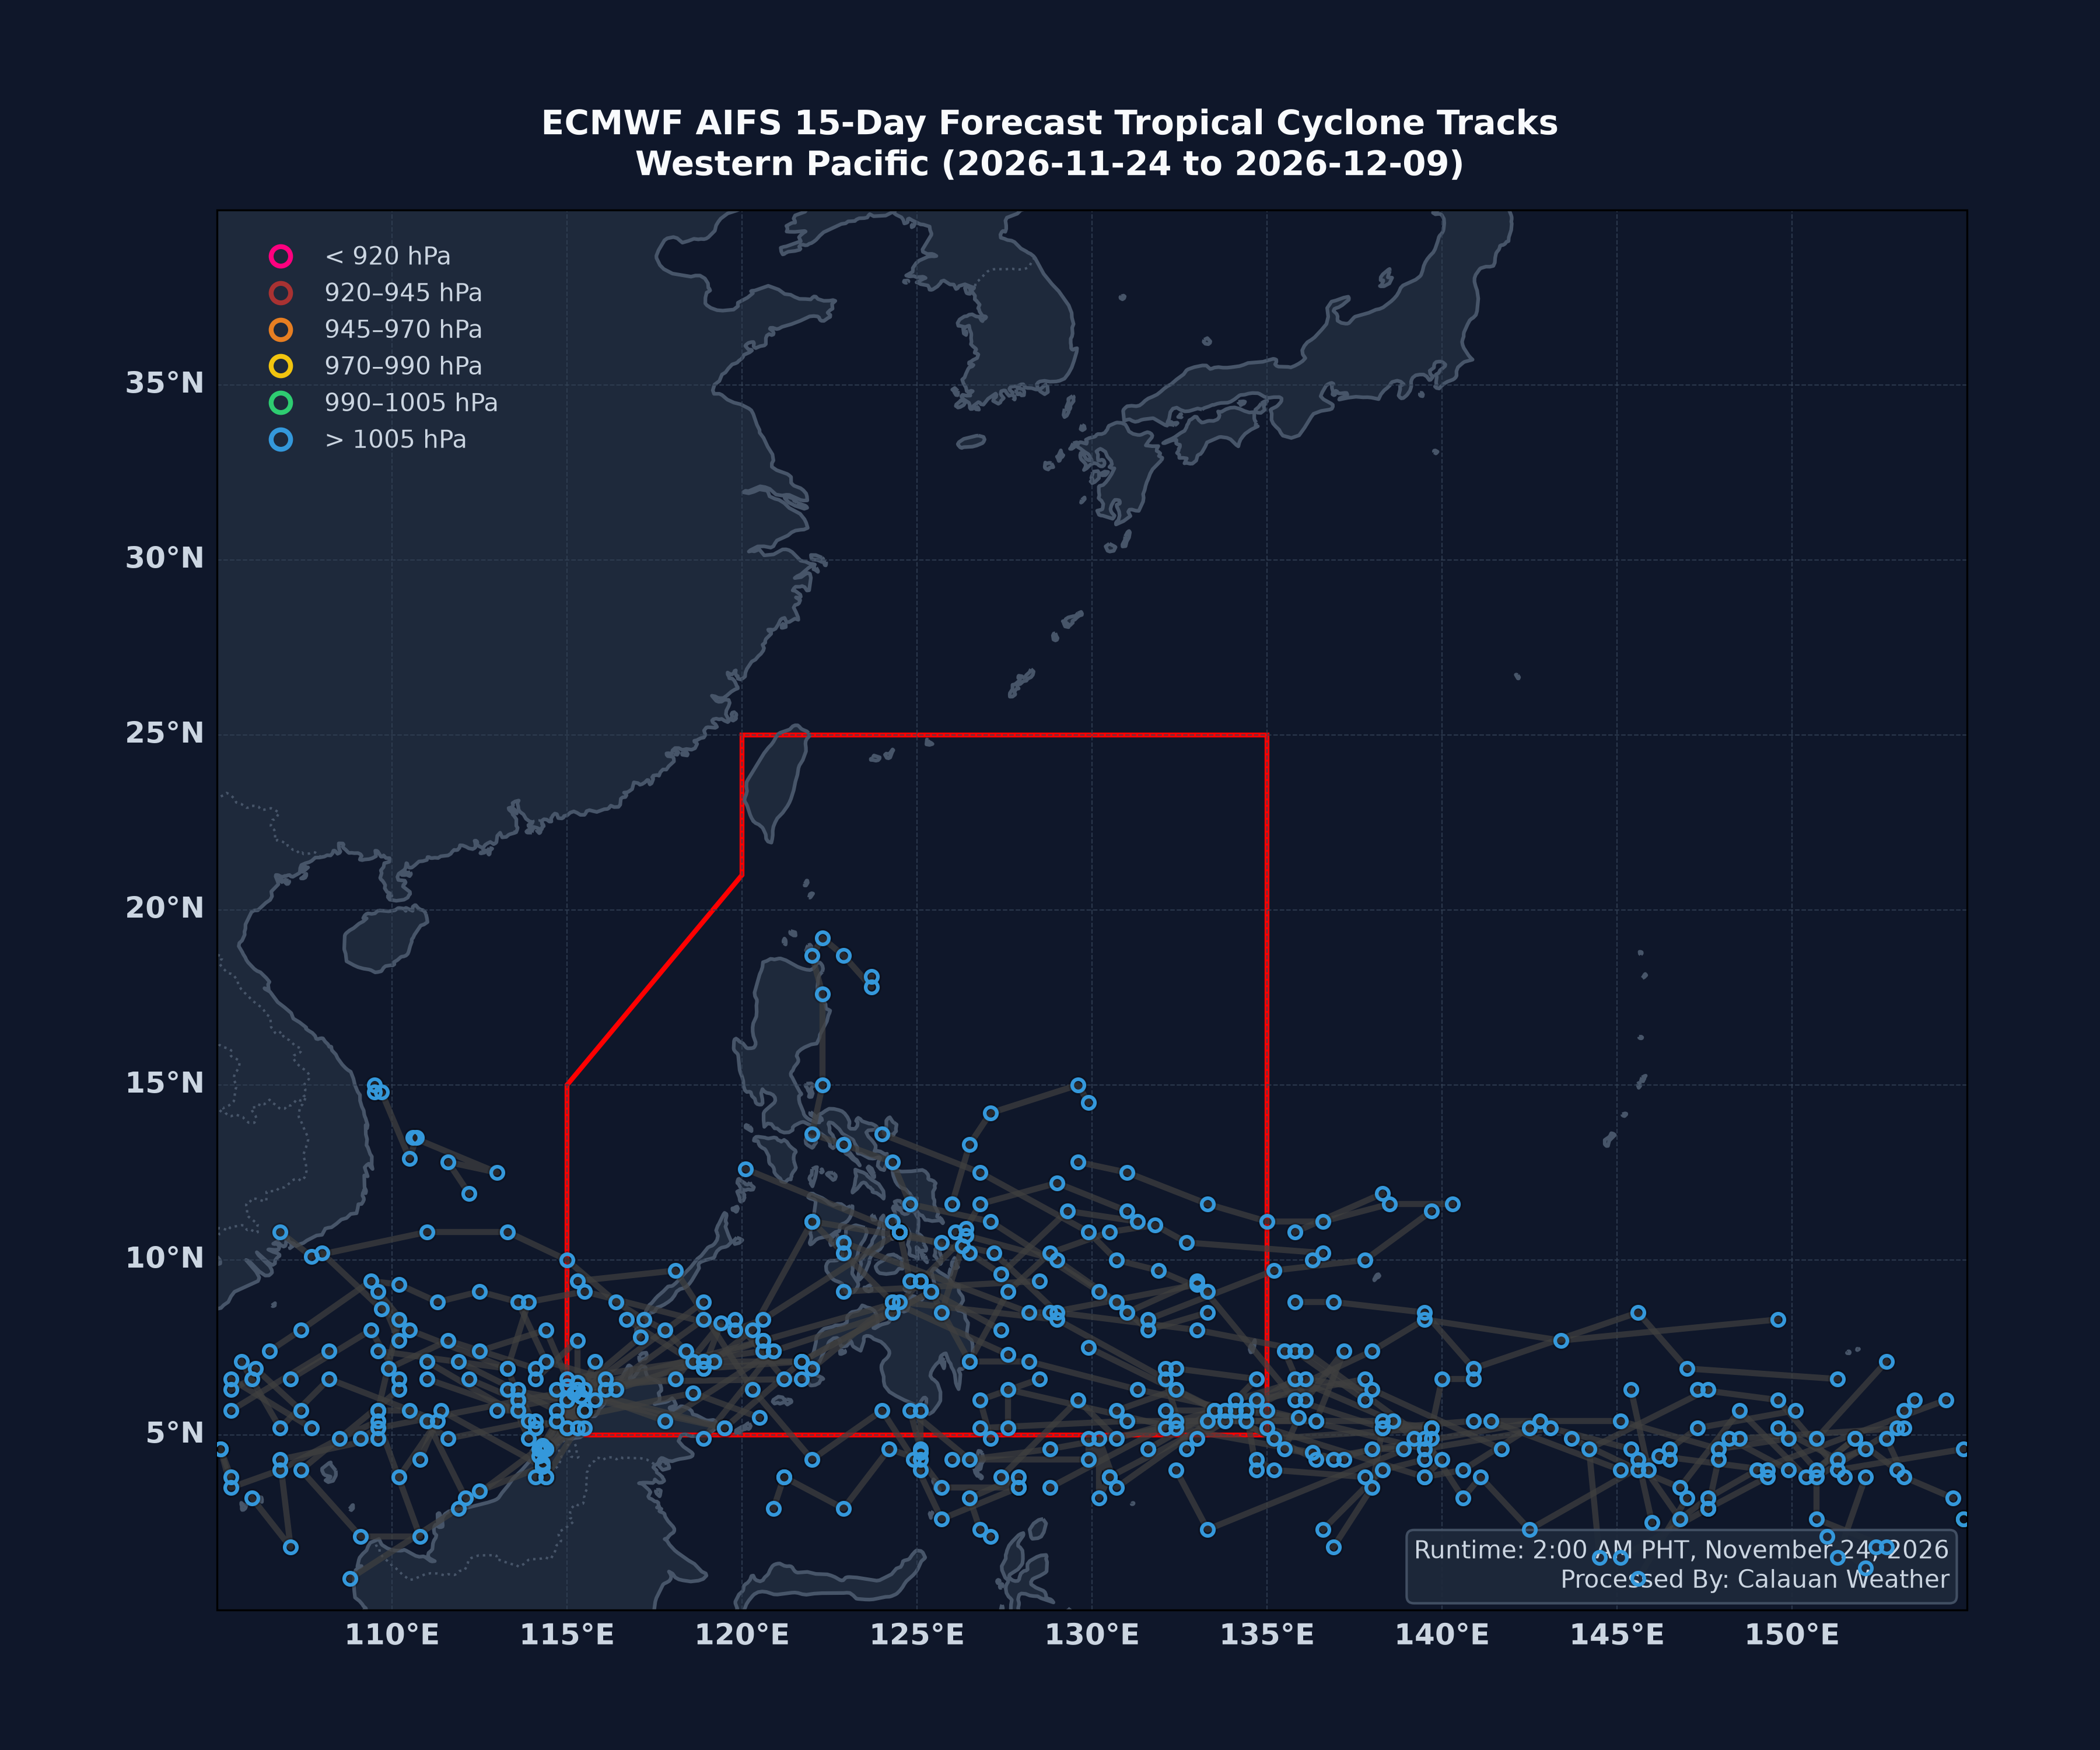 ECMWF AIFS 15-Day Forecast Tropical Cyclone Tracks
Western Pacific (2026-11-24 to 2026-12-09)
< 920 hPa
920–945 hPa
945–970 hPa
970–990 hPa
990–1005 hPa
> 1005 hPa
35°N
30°N
25°N
20°N
15°N
10°N
5°N
Runtime: 2:00 AM PHT, November 24, 2026
Processed By: Calauan Weather
110°E
115°E
120°E
125°E
130°E
135°E
140°E
145°E
150°E